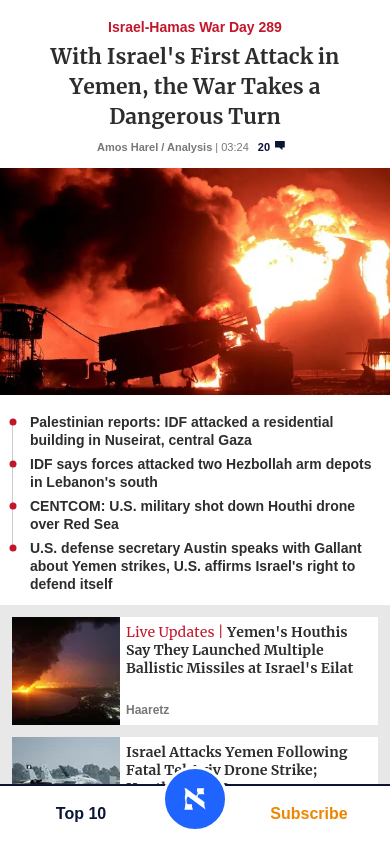 Israel-Hamas War Day 289
With Israel's First Attack in
Yemen, the War Takes a
Dangerous Turn
Amos Harel / Analysis | 03:24 20
Palestinian reports: IDF attacked a residential
building in Nuseirat, central Gaza
IDF says forces attacked two Hezbollah arm depots
in Lebanon's south
CENTCOM: U.S. military shot down Houthi drone
over Red Sea
U.S. defense secretary Austin speaks with Gallant
about Yemen strikes, U.S. affirms Israel's right to
defend itself
Live Updates | Yemen's Houthis
Say They Launched Multiple
Ballistic Missiles at Israel's Eilat
Haaretz
Israel Attacks Yemen Following
Fatal Tel Aviv Drone Strike;
Top 10
Subscribe